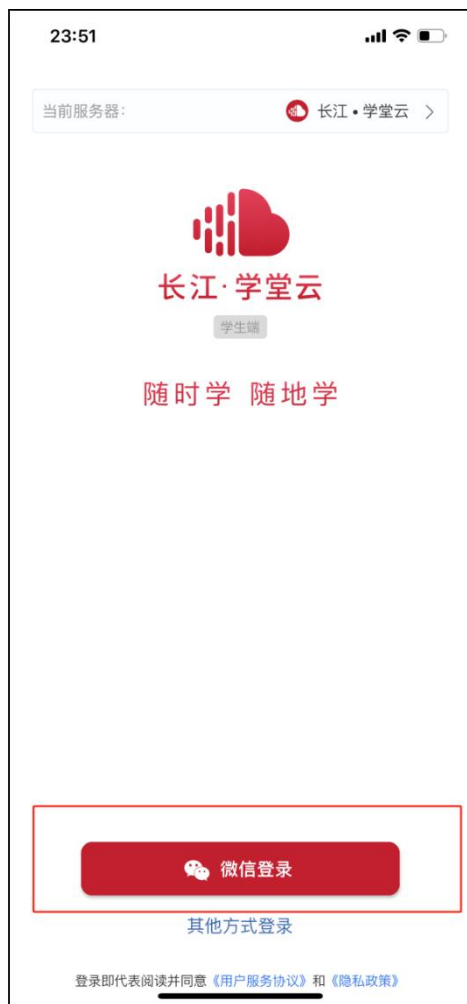 23:51
当前服务器: 长江•学堂云 >
长江·学堂云
学生端
随时学 随地学
微信登录
其他方式登录
登录即代表阅读并同意《用户服务协议》和《隐私政策》